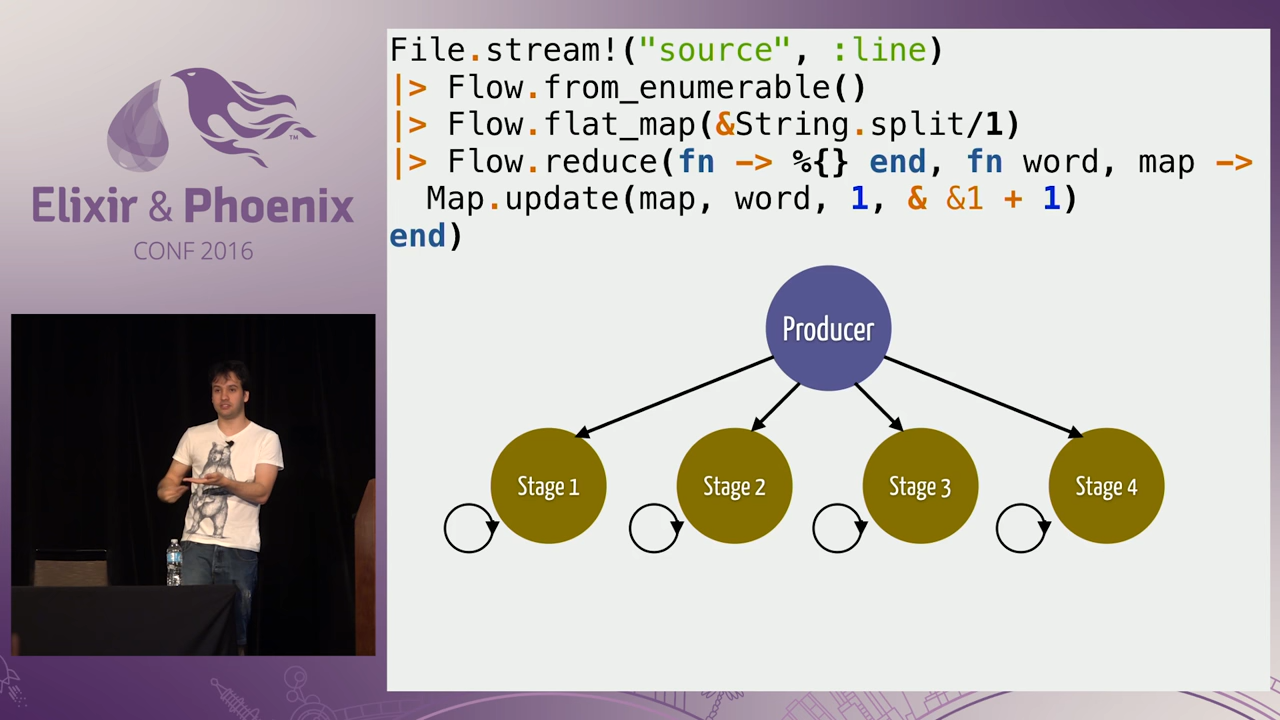 Elixir & Phoenix
CONF 2016
TM
File.stream!("source", :line)
|> Flow.from_enumerable()
|> Flow.flat_map(&String.split/1)
|> Flow.reduce(fn -> %{} end, fn word, map ->
  Map.update(map, word, 1, & &1 + 1)
end)
Producer
Stage 1
Stage 2
Stage 3
Stage 4